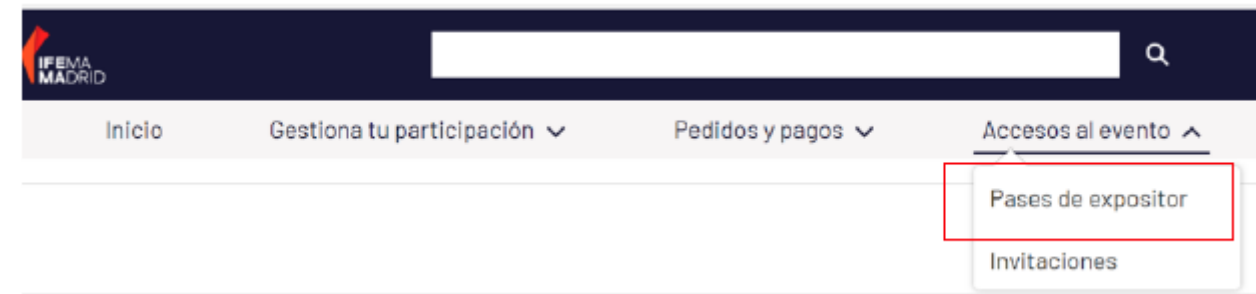 IFEMA
MADRID
Inicio Gestiona tu participación Pedidos y pagos Accesos al evento
Pases de expositor
Invitaciones